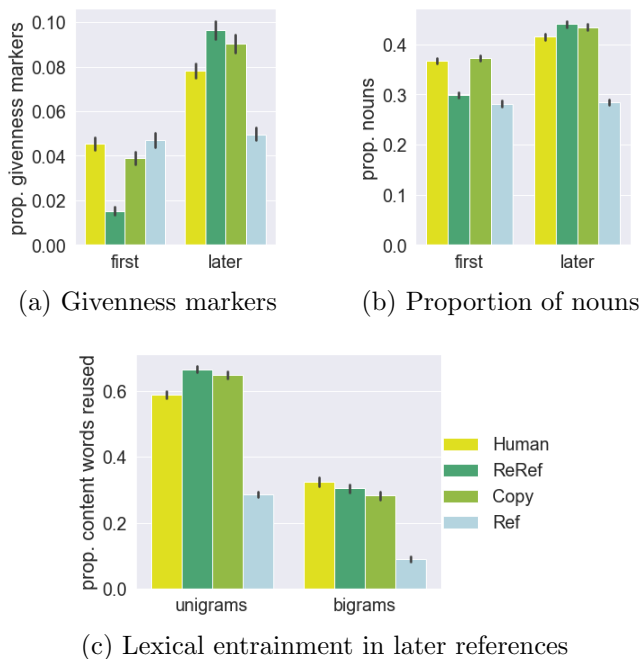 prop. givenness markers
0.10
0.08
0.06
0.04
0.02
0.00
first later
(a) Givenness markers
prop. nouns
0.4
0.3
0.2
0.1
0.0
first later
(b) Proportion of nouns
prop. content words reused
0.6
0.4
0.2
0.0
unigrams bigrams
Human
ReRef
Copy
Ref
(c) Lexical entrainment in later references